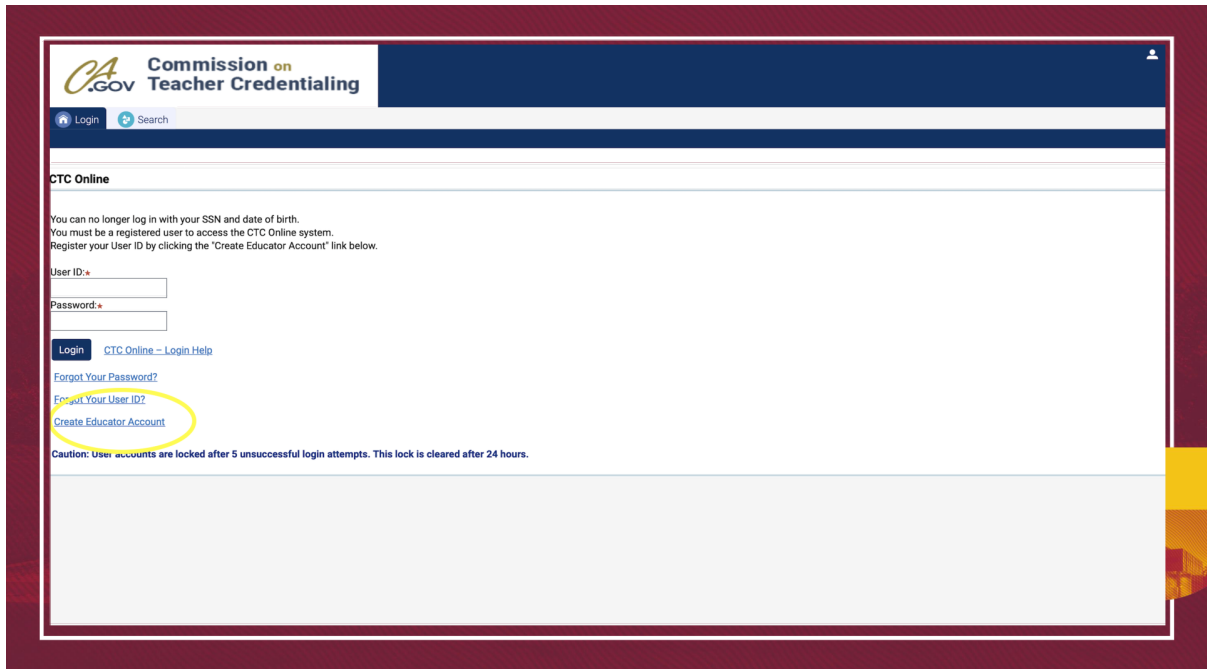 CA.GOV
Commission on
Teacher Credentialing
Login Search
CTC Online
You can no longer log in with your SSN and date of birth.
You must be a registered user to access the CTC Online system.
Register your User ID by clicking the "Create Educator Account" link below.
User ID:★
Password:★
Login CTC Online – Login Help
Forgot Your Password?
Forgot Your User ID?
Create Educator Account
Caution: User accounts are locked after 5 unsuccessful login attempts. This lock is cleared after 24 hours.